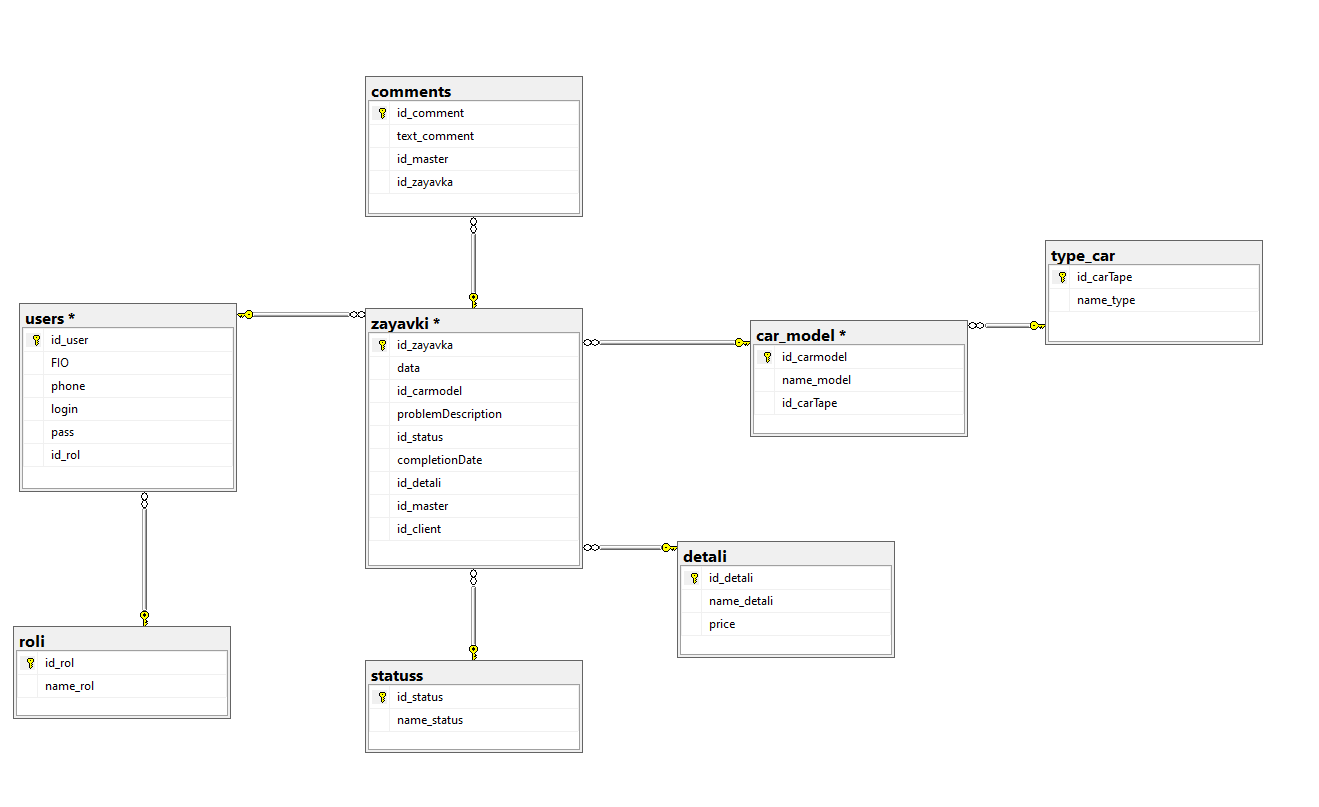 comments
id_comment
text_comment
id_master
id_zayavka
users *
id_user
FIO
phone
login
pass
id_rol
zayavki *
id_zayavka
data
id_carmodel
problemDescription
id_status
completionDate
id_detali
id_master
id_client
car_model *
id_carmodel
name_model
id_carTape
type_car
id_carTape
name_type
detali
id_detali
name_detali
price
roli
id_rol
name_rol
statuss
id_status
name_status